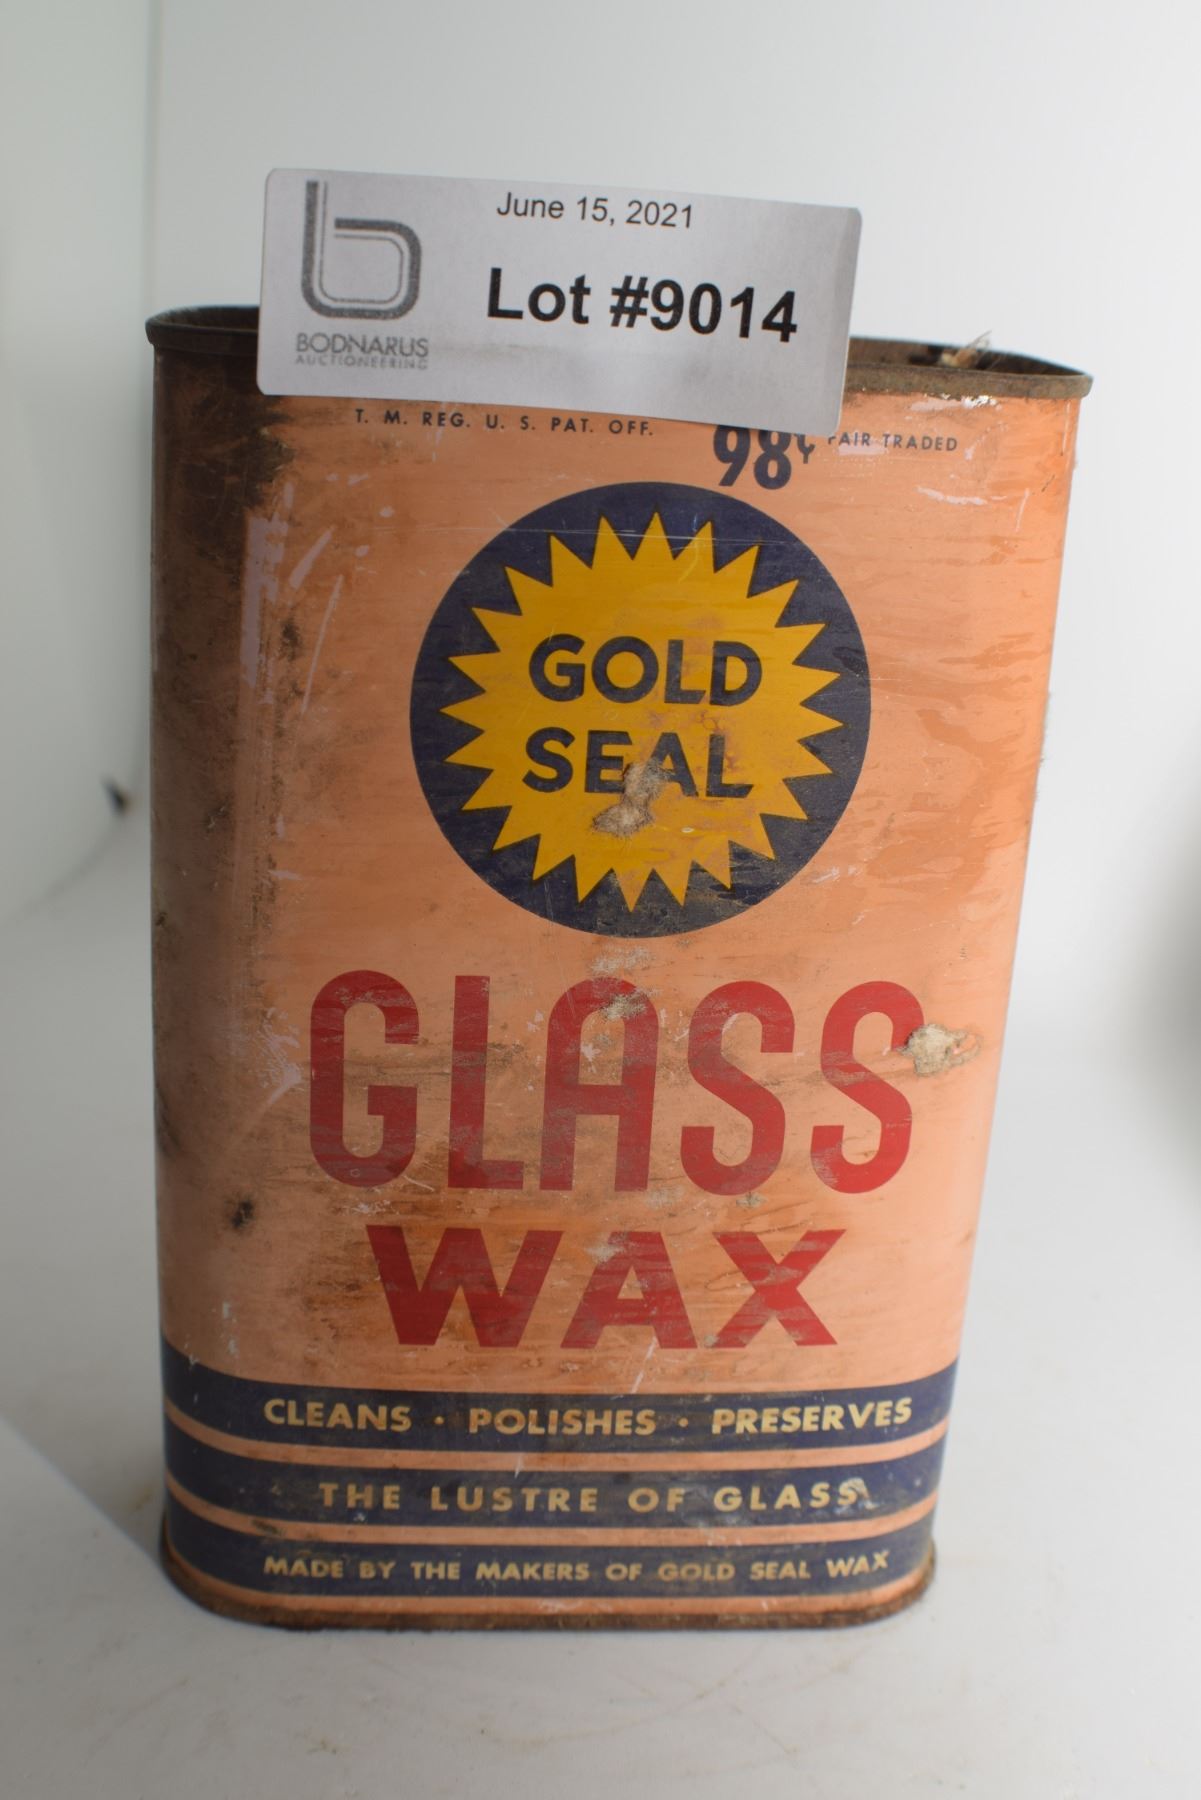 June 15, 2021
Lot #9014
BODNARUS
AUCTIONEERING
T. M. REG. U. S. PAT. OFF.
98¢ FAIR TRADED
GOLD
SEAL
GLASS
WAX
CLEANS · POLISHES · PRESERVES
THE LUSTRE OF GLASS
MADE BY THE MAKERS OF GOLD SEAL WAX